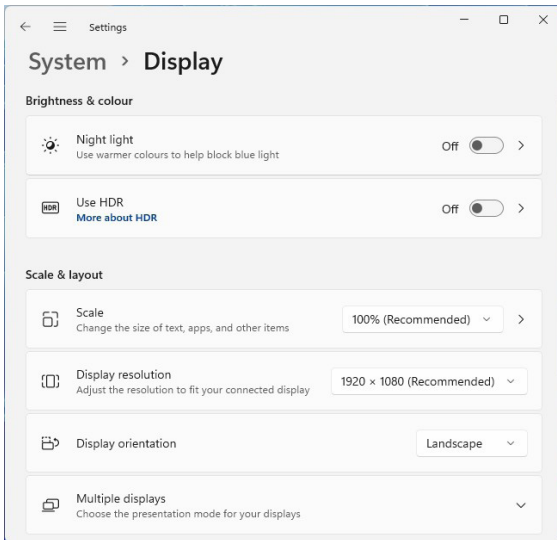 Settings
System > Display
Brightness & colour
Night light
Use warmer colours to help block blue light
Off
HDR
Use HDR
More about HDR
Off
Scale & layout
Scale
Change the size of text, apps, and other items
100% (Recommended)
Display resolution
Adjust the resolution to fit your connected display
1920 × 1080 (Recommended)
Display orientation
Landscape
Multiple displays
Choose the presentation mode for your displays